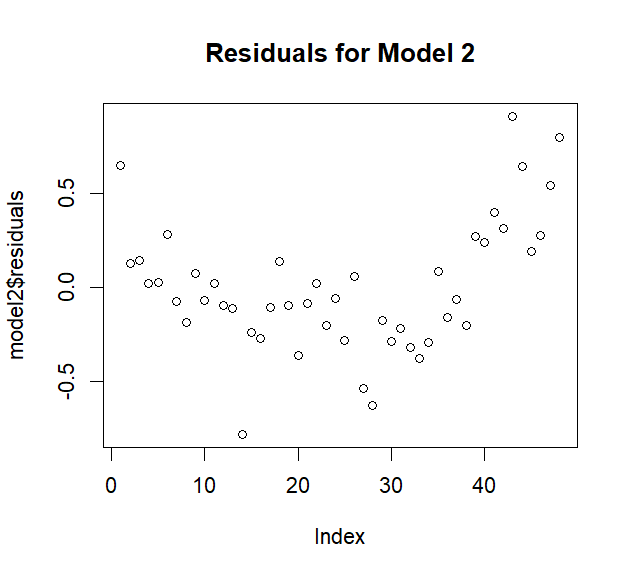 Residuals for Model 2
model2$residuals
0.5
0.0
-0.5
0 10 20 30 40
Index